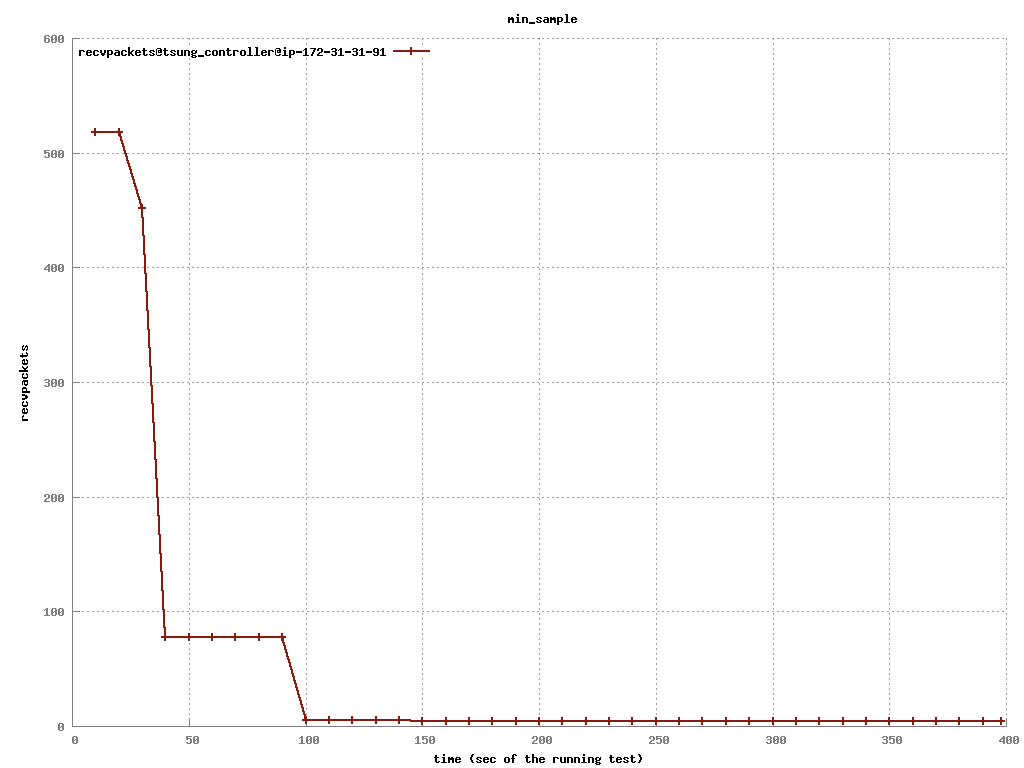 min_sample
600
recvpackets@tsung_controller@ip-172-31-31-91
500
400
300
recvpackets
200
100
0
0 50 100 150 200 250 300 350 400
time (sec of the running test)